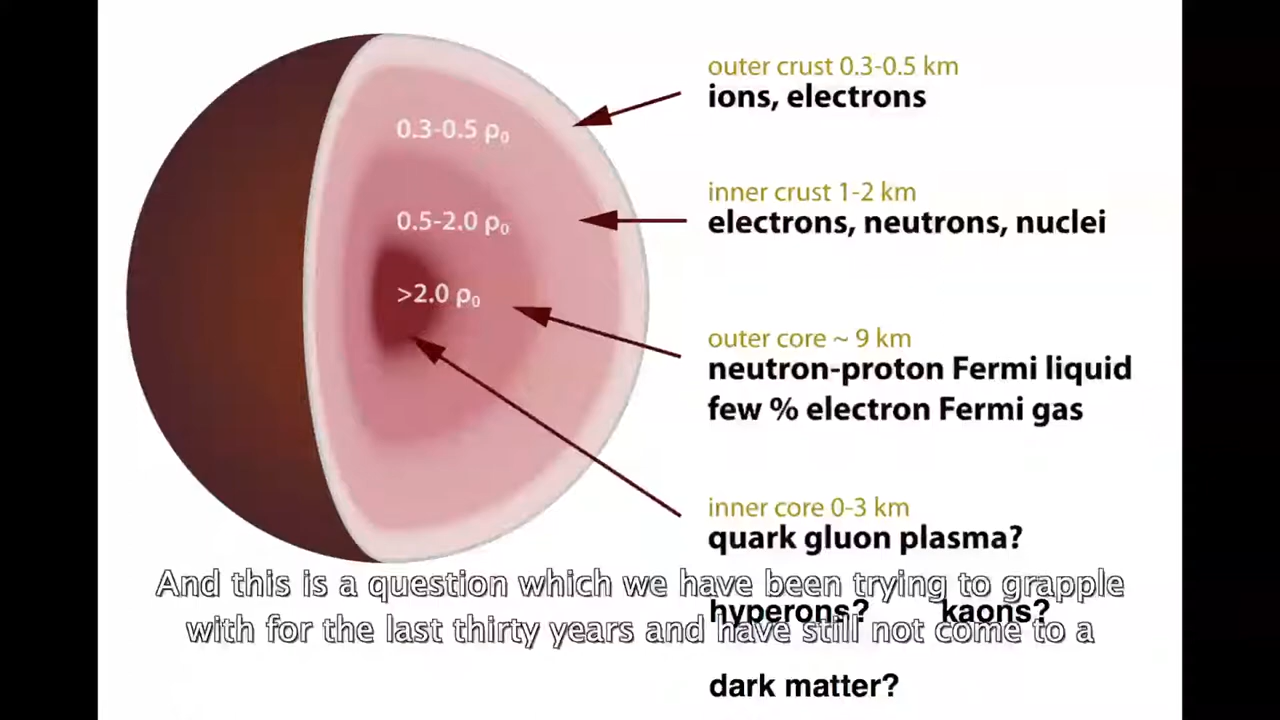 outer crust 0.3-0.5 km
ions, electrons
0.3-0.5 ρ₀
inner crust 1-2 km
electrons, neutrons, nuclei
0.5-2.0 ρ₀
>2.0 ρ₀
outer core ~ 9 km
neutron-proton Fermi liquid
few % electron Fermi gas
inner core 0-3 km
quark gluon plasma?
hyperons? kaons?
dark matter?
And this is a question which we have been trying to grapple
with for the last thirty years and have still not come to a